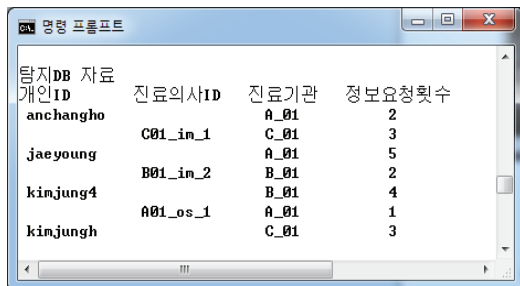 명령 프롬프트
탐지DB 자료
개인ID 진료의사ID 진료기관 정보요청횟수
anchangho A_01 2
C01_im_1 C_01 3
jaeyoung A_01 5
B01_im_2 B_01 2
kimjung4 B_01 4
A01_os_1 A_01 1
kimjungh C_01 3